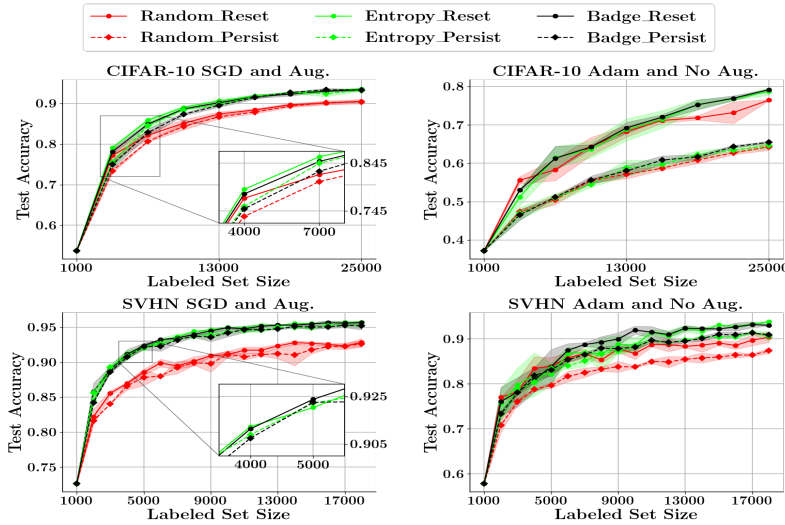 Random_Reset Entropy_Reset Badge_Reset
Random_Persist Entropy_Persist Badge_Persist
CIFAR-10 SGD and Aug.
Test Accuracy
0.9
0.8
0.7
0.6
0.845
0.745
4000 7000
1000 13000 25000
Labeled Set Size
CIFAR-10 Adam and No Aug.
Test Accuracy
0.8
0.7
0.6
0.5
0.4
1000 13000 25000
Labeled Set Size
SVHN SGD and Aug.
Test Accuracy
0.95
0.90
0.85
0.80
0.75
0.925
0.905
4000 5000
1000 5000 9000 13000 17000
Labeled Set Size
SVHN Adam and No Aug.
Test Accuracy
0.9
0.8
0.7
0.6
1000 5000 9000 13000 17000
Labeled Set Size